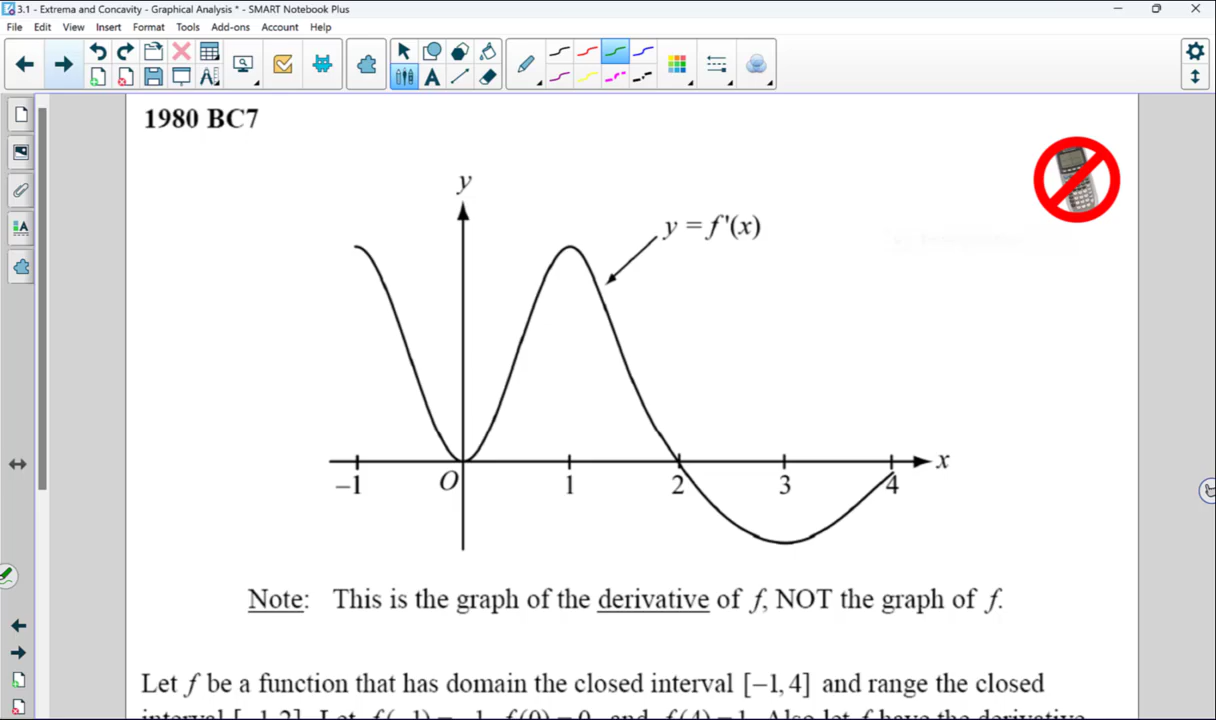 3.1 - Extrema and Concavity - Graphical Analysis * - SMART Notebook Plus
File Edit View Insert Format Tools Add-ons Account Help
1980 BC7
y
y = f'(x)
x
–1 O 1 2 3 4
Note: This is the graph of the derivative of f, NOT the graph of f.
Let f be a function that has domain the closed interval [−1, 4] and range the closed